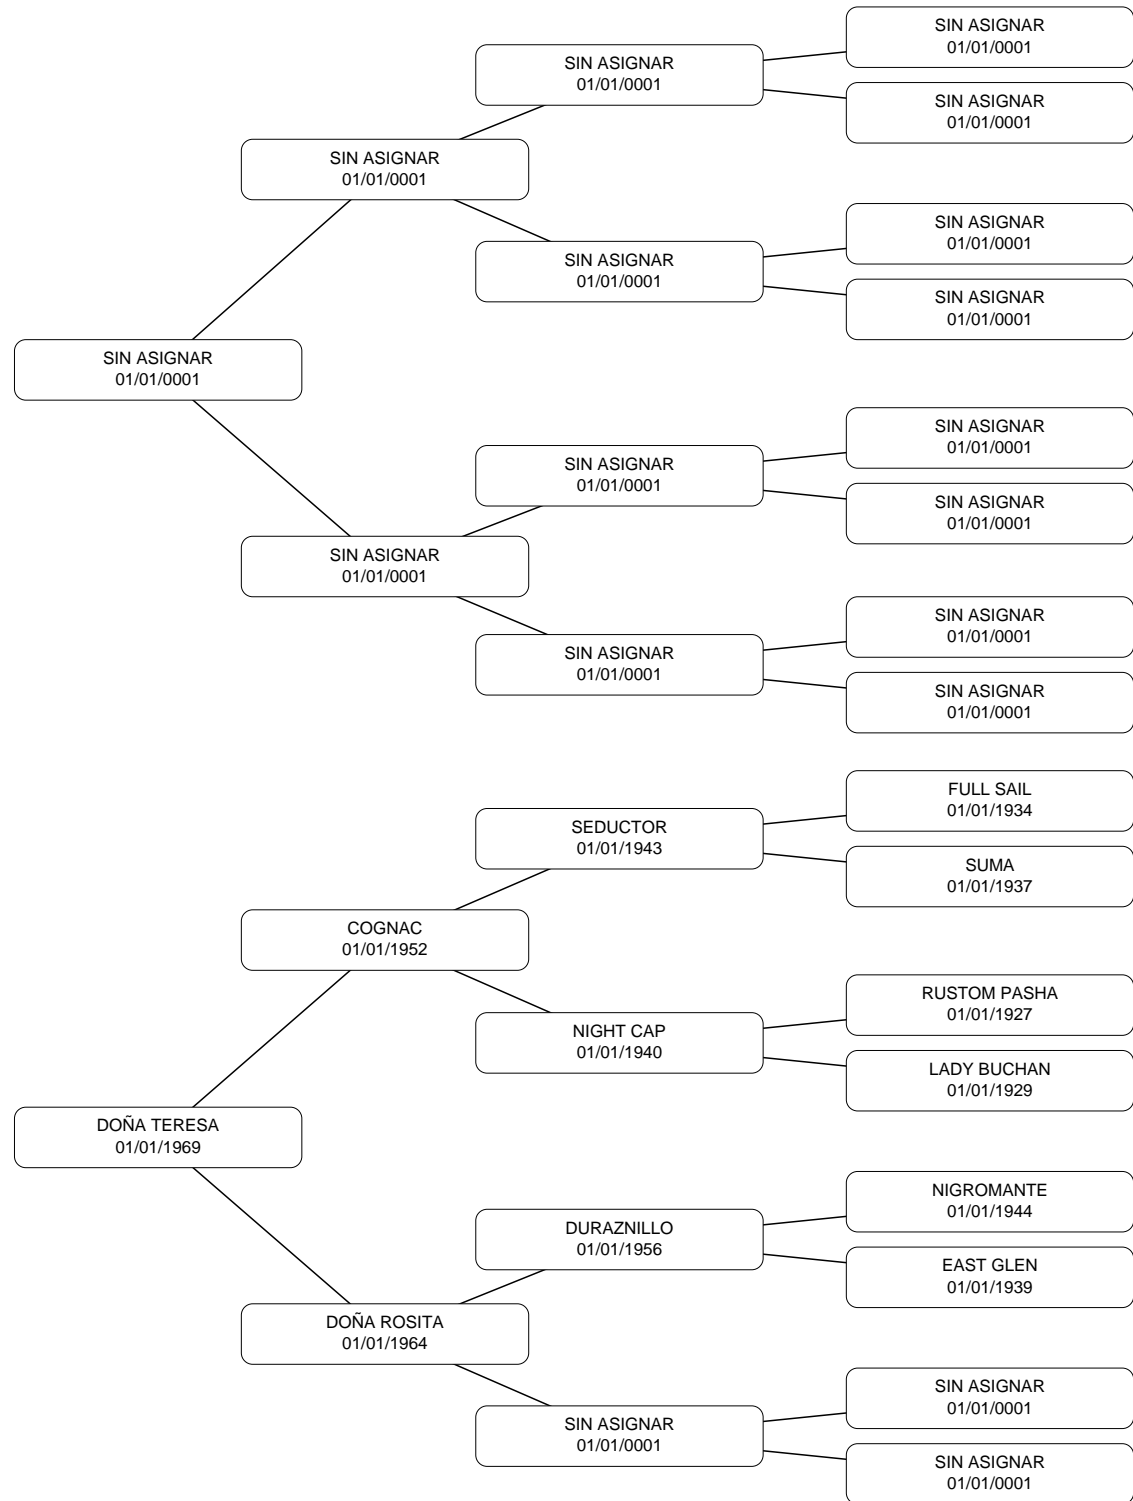 SIN ASIGNAR
01/01/0001
SIN ASIGNAR
01/01/0001
SIN ASIGNAR
01/01/0001
SIN ASIGNAR
01/01/0001
SIN ASIGNAR
01/01/0001
SIN ASIGNAR
01/01/0001
SIN ASIGNAR
01/01/0001
SIN ASIGNAR
01/01/0001
SIN ASIGNAR
01/01/0001
SIN ASIGNAR
01/01/0001
SIN ASIGNAR
01/01/0001
SIN ASIGNAR
01/01/0001
SIN ASIGNAR
01/01/0001
SIN ASIGNAR
01/01/0001
SIN ASIGNAR
01/01/0001
FULL SAIL
01/01/1934
SEDUCTOR
01/01/1943
SUMA
01/01/1937
COGNAC
01/01/1952
RUSTOM PASHA
01/01/1927
NIGHT CAP
01/01/1940
LADY BUCHAN
01/01/1929
DOÑA TERESA
01/01/1969
NIGROMANTE
01/01/1944
DURAZNILLO
01/01/1956
EAST GLEN
01/01/1939
DOÑA ROSITA
01/01/1964
SIN ASIGNAR
01/01/0001
SIN ASIGNAR
01/01/0001
SIN ASIGNAR
01/01/0001